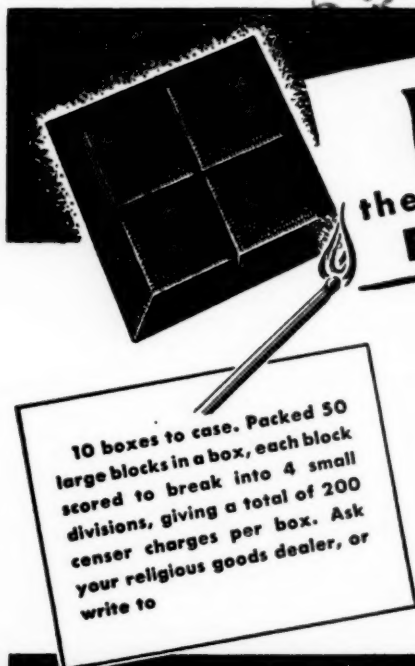 the
10 boxes to case. Packed 50
large blocks in a box, each block
scored to break into 4 small
divisions, giving a total of 200
censer charges per box. Ask
your religious goods dealer, or
write to